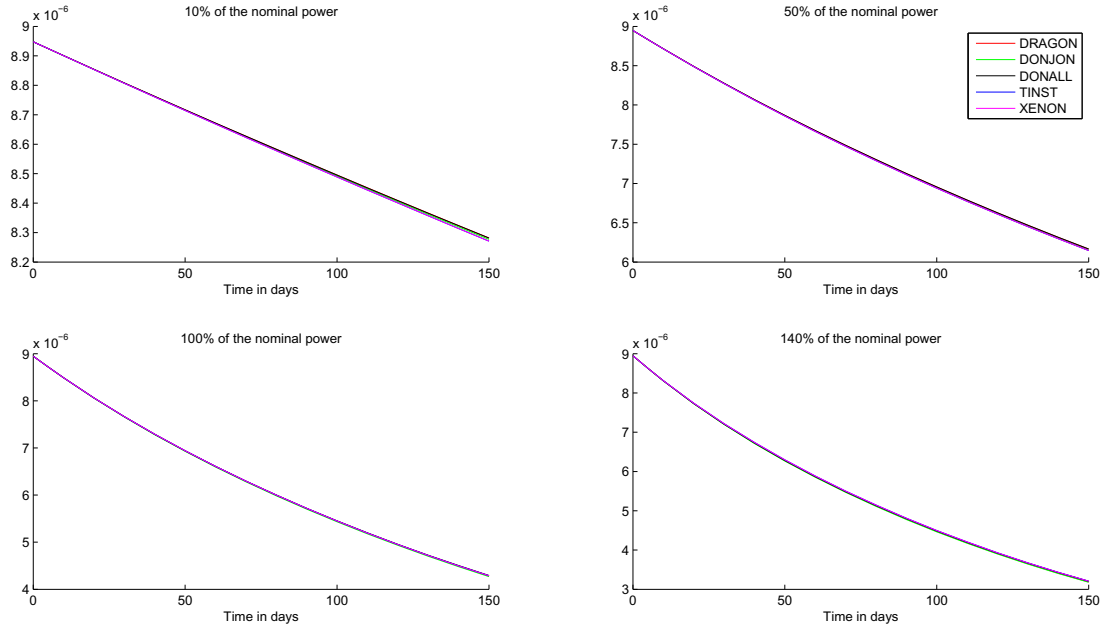 10% of the nominal power
x 10⁻⁶
9
8.9
8.8
8.7
8.6
8.5
8.4
8.3
8.2
0
50
100
150
Time in days
50% of the nominal power
x 10⁻⁶
9
8.5
8
7.5
7
6.5
6
0
50
100
150
Time in days
DRAGON
DONJON
DONALL
TINST
XENON
100% of the nominal power
x 10⁻⁶
9
8
7
6
5
4
0
50
100
150
Time in days
140% of the nominal power
x 10⁻⁶
9
8
7
6
5
4
3
0
50
100
150
Time in days